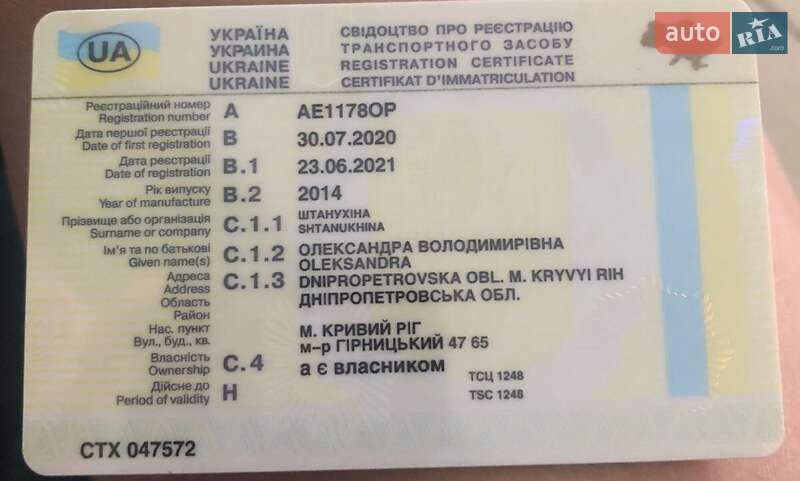 UA
УКРАЇНА
УКРАИНА
UKRAINE
UKRAINE
СВІДОЦТВО ПРО РЕЄСТРАЦІЮ
ТРАНСПОРТНОГО ЗАСОБУ
REGISTRATION CERTIFICATE
CERTIFIKAT D'IMMATRICULATION
auto RIA.com
Реєстраційний номер
Registration number A AE1178OP
Дата першої реєстрації
Date of first registration B 30.07.2020
Дата реєстрації
Date of registration B.1 23.06.2021
Рік випуску
Year of manufacture B.2 2014
Прізвище або організація
Surname or company C.1.1 ШТАНУХІНА
SHTANUKHINA
Ім'я та по батькові
Given name(s) C.1.2 ОЛЕКСАНДРА ВОЛОДИМИРІВНА
OLEKSANDRA
Адреса
Address C.1.3 DNIPROPETROVSKA OBL. M. KRYVYI RIH
Область ДНІПРОПЕТРОВСЬКА ОБЛ.
Район
Нас. пункт М. КРИВИЙ РІГ
Вул., буд., кв. м-р ГІРНИЦЬКИЙ 47 65
Власність
Ownership C.4 а є власником
Дійсне до
Period of validity H
ТСЦ 1248
TSC 1248
СТХ 047572